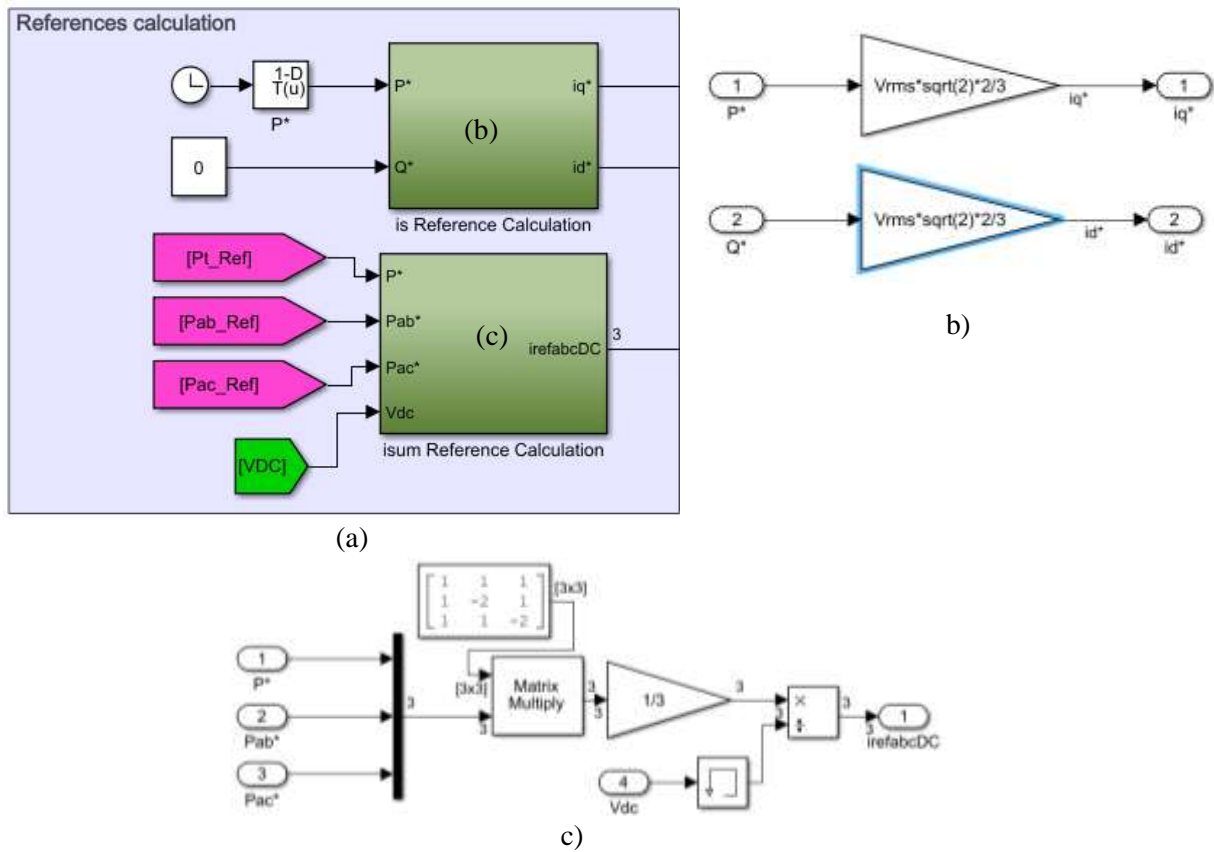 References calculation
1-D
T(u)
P*
0
P*
Q*
(b)
iq*
id*
is Reference Calculation
[Pt_Ref]
[Pab_Ref]
[Pac_Ref]
[VDC]
P*
Pab*
Pac*
Vdc
(c)
irefabcDC
3
isum Reference Calculation
(a)
1
P*
Vrms*sqrt(2)*2/3
iq*
1
iq*
2
Q*
Vrms*sqrt(2)*2/3
id*
2
id*
b)
1 1 1
1 -2 1
1 1 -2
[3x3]
1
P*
2
Pab*
3
Pac*
3
[3x3]
3
Matrix
Multiply
3
3
1/3
3
3
×
÷
3
3
1
irefabcDC
4
Vdc
c)